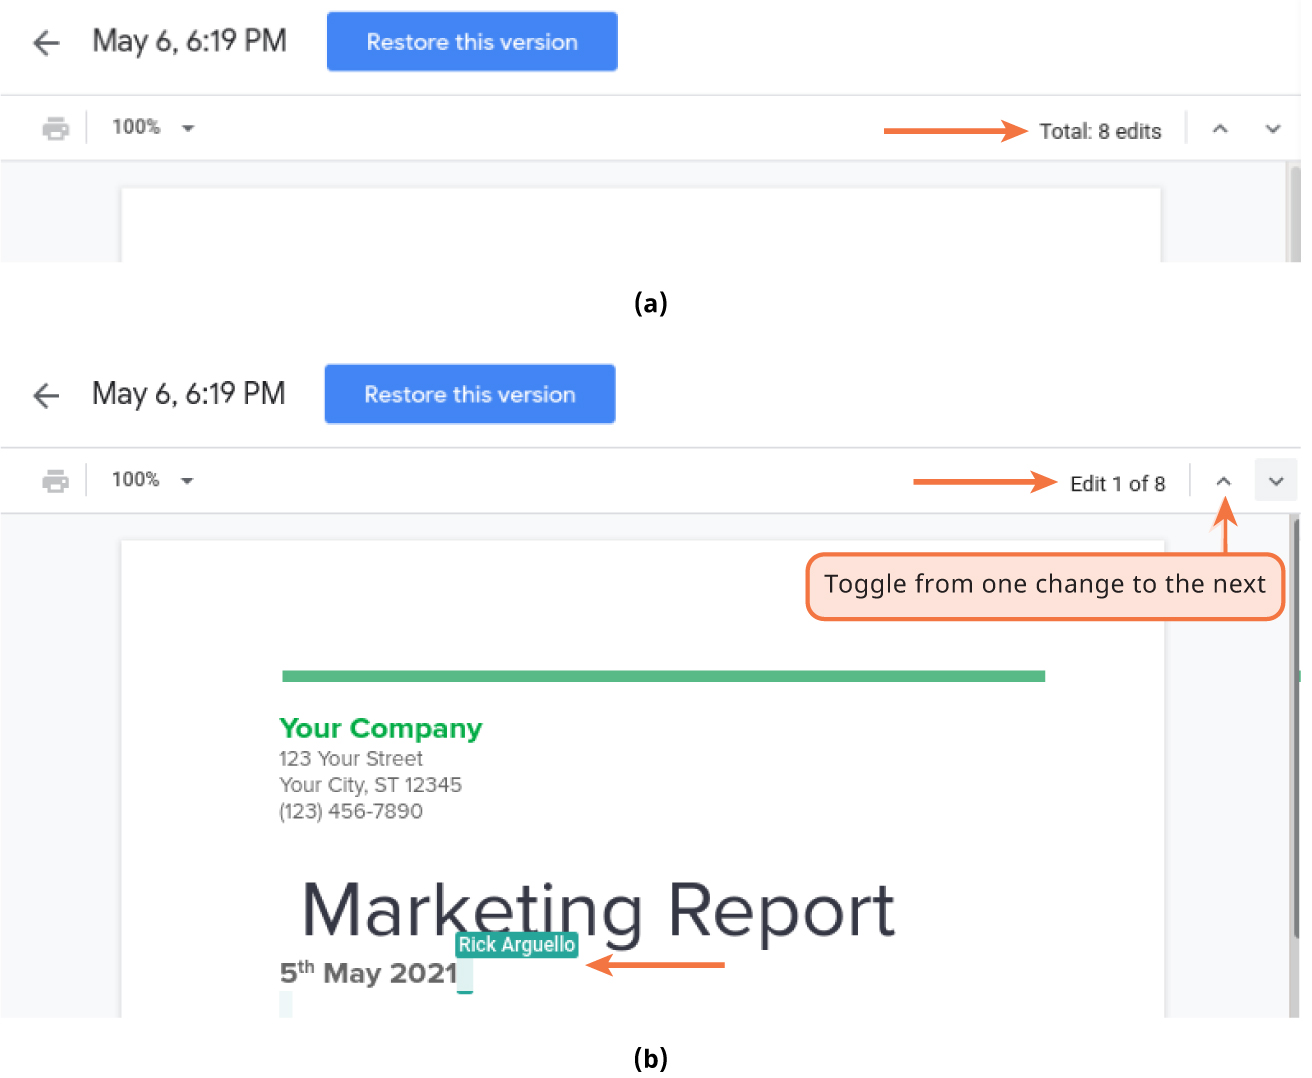 May 6, 6:19 PM Restore this version
100% Total: 8 edits
(a)
May 6, 6:19 PM Restore this version
100% Edit 1 of 8
Toggle from one change to the next
Your Company
123 Your Street
Your City, ST 12345
(123) 456-7890
Marketing Report
Rick Arguello
5th May 2021
(b)